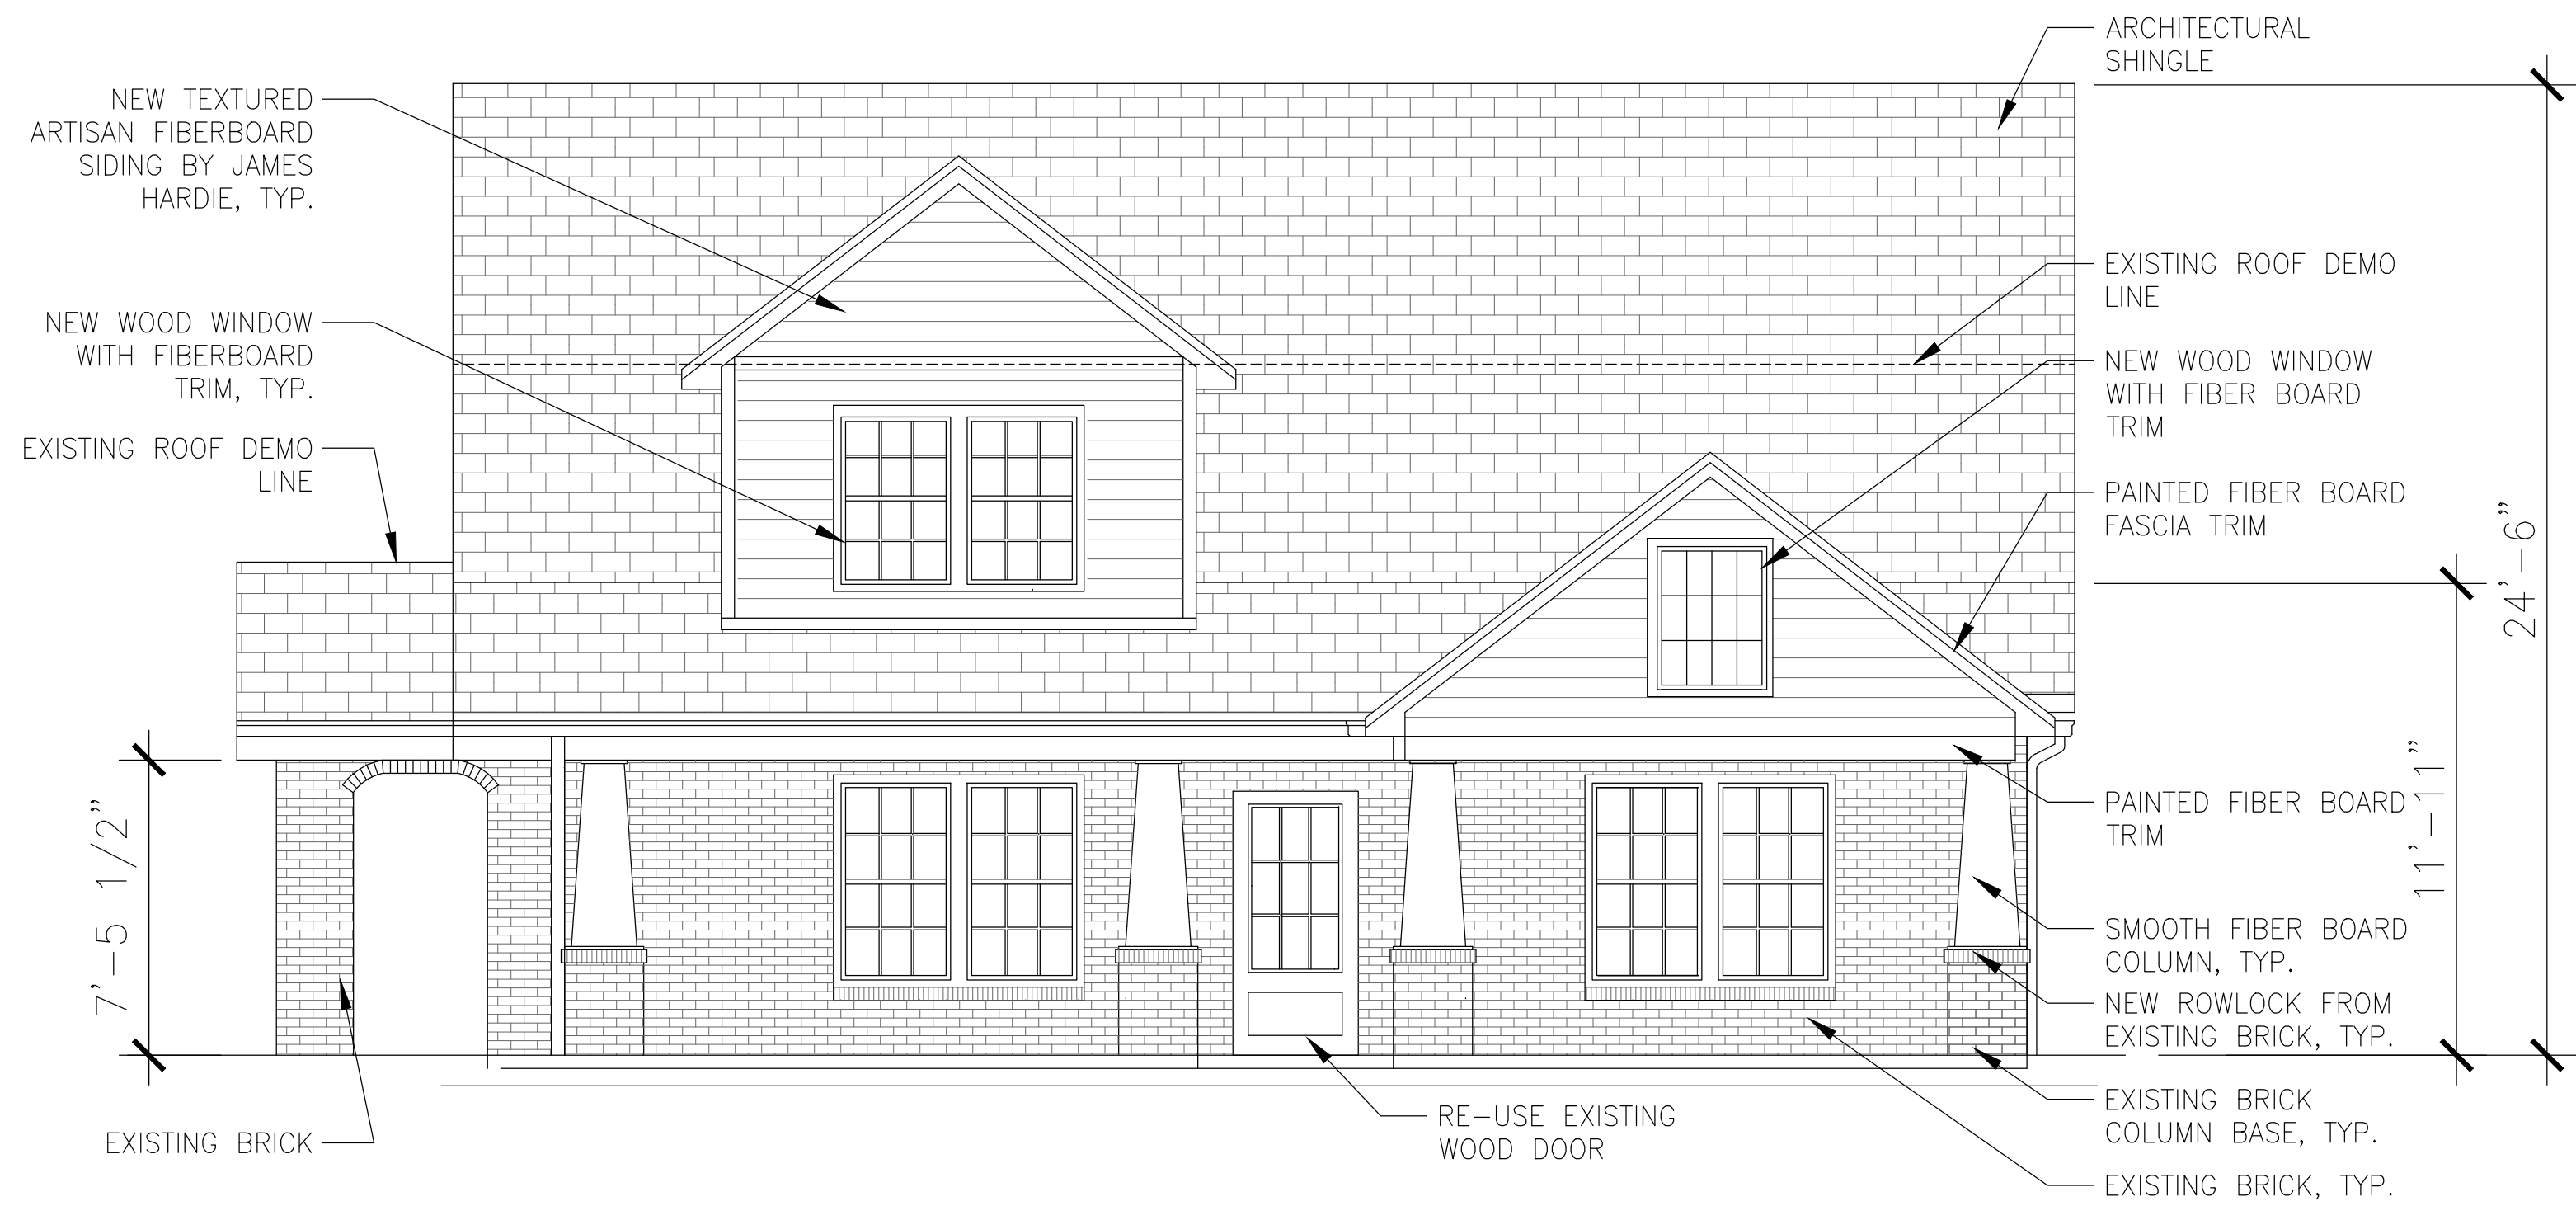 NEW TEXTURED
ARTISAN FIBERBOARD
SIDING BY JAMES
HARDIE, TYP.
NEW WOOD WINDOW
WITH FIBERBOARD
TRIM, TYP.
EXISTING ROOF DEMO
LINE
7'-5 1/2"
EXISTING BRICK
RE-USE EXISTING
WOOD DOOR
ARCHITECTURAL
SHINGLE
EXISTING ROOF DEMO
LINE
NEW WOOD WINDOW
WITH FIBER BOARD
TRIM
PAINTED FIBER BOARD
FASCIA TRIM
PAINTED FIBER BOARD
TRIM
SMOOTH FIBER BOARD
COLUMN, TYP.
NEW ROWLOCK FROM
EXISTING BRICK, TYP.
EXISTING BRICK
COLUMN BASE, TYP.
EXISTING BRICK, TYP.
11'-11"
24'-6"